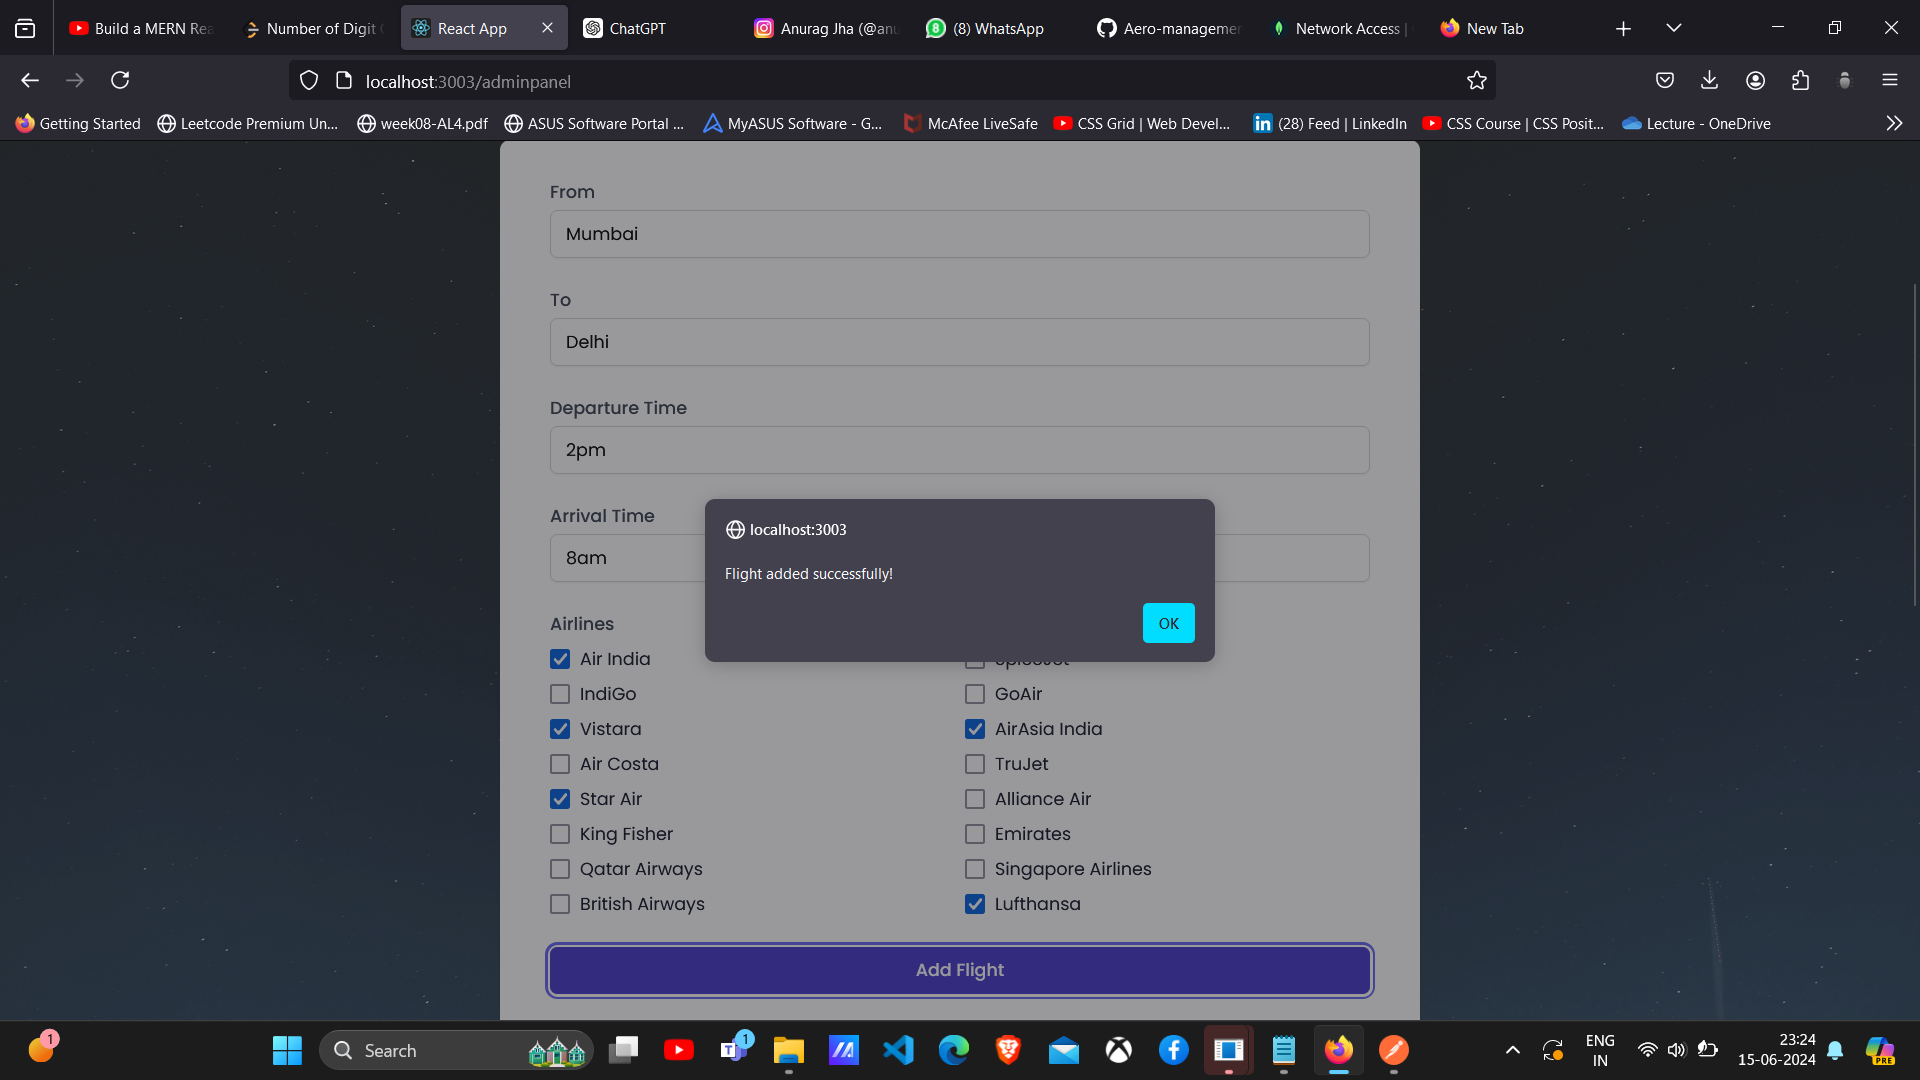 Build a MERN Rea
Number of Digit O
React App
ChatGPT
Anurag Jha (@anu
(8) WhatsApp
Aero-managemen
Network Access |
New Tab
localhost:3003/adminpanel
Getting Started
Leetcode Premium Un...
week08-AL4.pdf
ASUS Software Portal ...
MyASUS Software - G...
McAfee LiveSafe
CSS Grid | Web Devel...
(28) Feed | LinkedIn
CSS Course | CSS Posit...
Lecture - OneDrive
From
Mumbai
To
Delhi
Departure Time
2pm
Arrival Time
8am
localhost:3003
Flight added successfully!
OK
Airlines
Air India
SpiceJet
IndiGo
GoAir
Vistara
AirAsia India
Air Costa
TruJet
Star Air
Alliance Air
King Fisher
Emirates
Qatar Airways
Singapore Airlines
British Airways
Lufthansa
Add Flight
1
Search
1
ENG
IN
23:24
15-06-2024
PRE